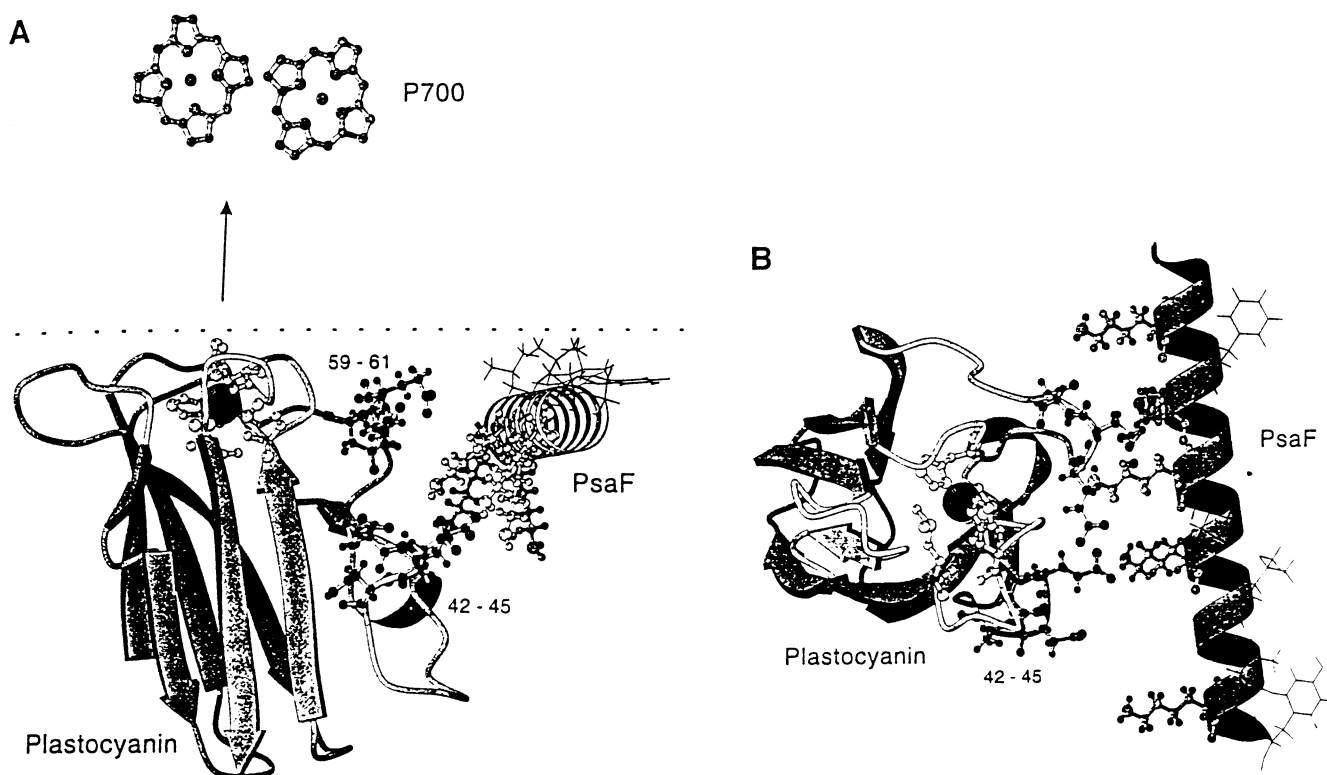 A
P700
59 - 61
PsaF
42 - 45
Plastocyanin
B
PsaF
Plastocyanin
42 - 45